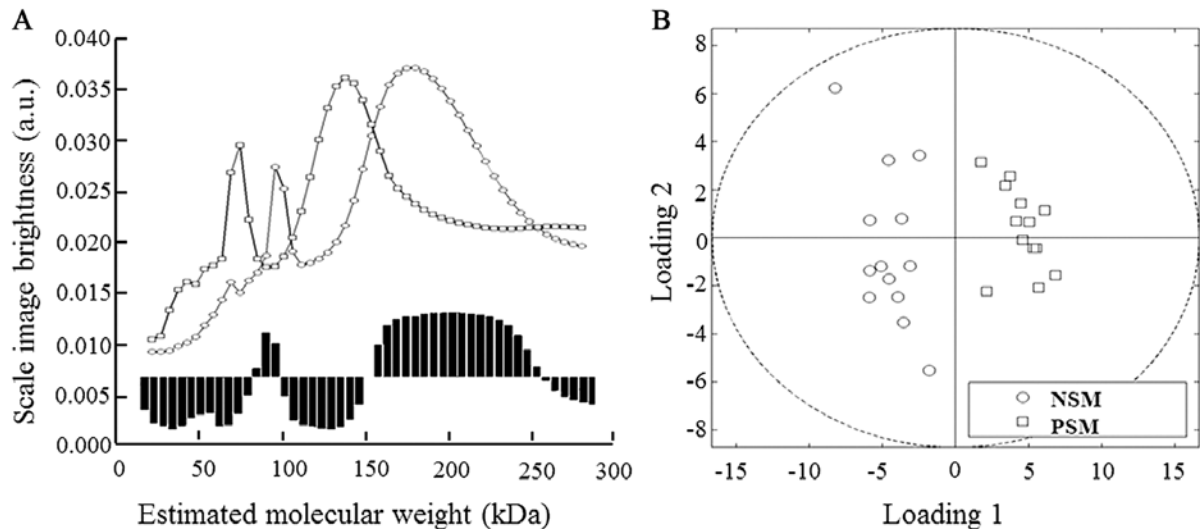 A
Scale image brightness (a.u.)
0.040
0.035
0.030
0.025
0.020
0.015
0.010
0.005
0.000
0 50 100 150 200 250 300
Estimated molecular weight (kDa)
B
Loading 2
8
6
4
2
0
-2
-4
-6
-8
NSM
PSM
-15 -10 -5 0 5 10 15
Loading 1